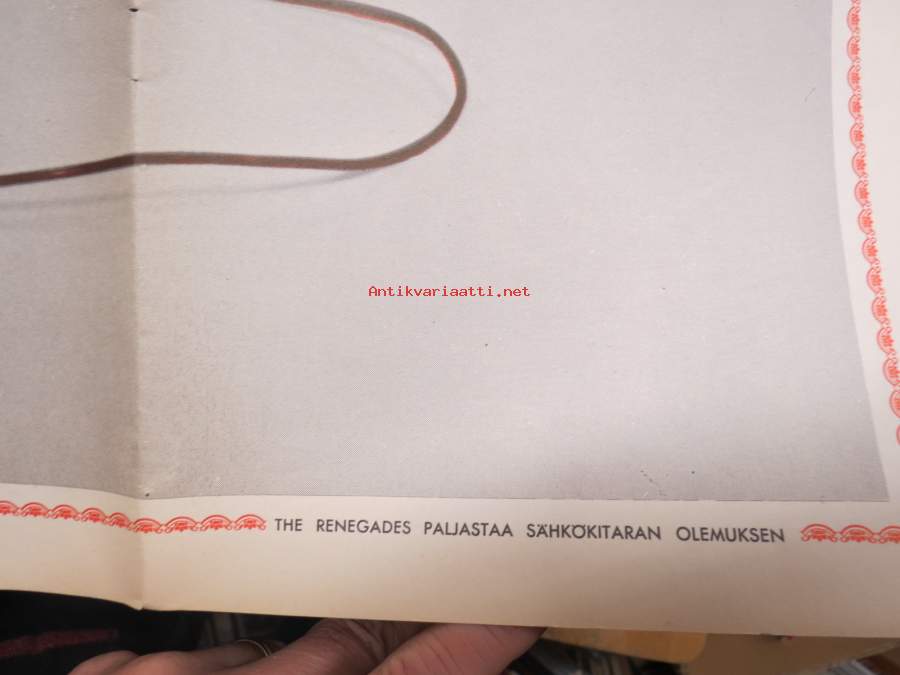 Antikvariaatti.net
THE RENEGADES PALJASTAA SÄHKÖKITARAN OLEMUKSEN